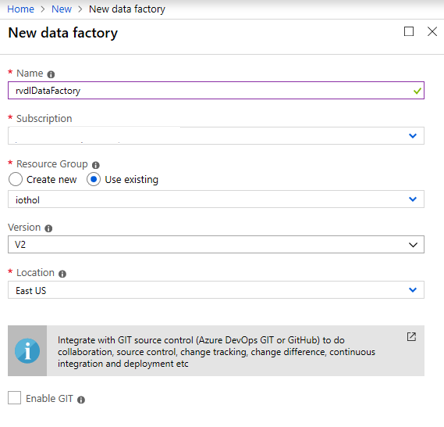 Home > New > New data factory
New data factory
* Name
rvdlDataFactory
* Subscription
* Resource Group
Create new Use existing
iothol
Version
V2
* Location
East US
Integrate with GIT source control (Azure DevOps GIT or GitHub) to do
collaboration, source control, change tracking, change difference, continuous
integration and deployment etc
Enable GIT